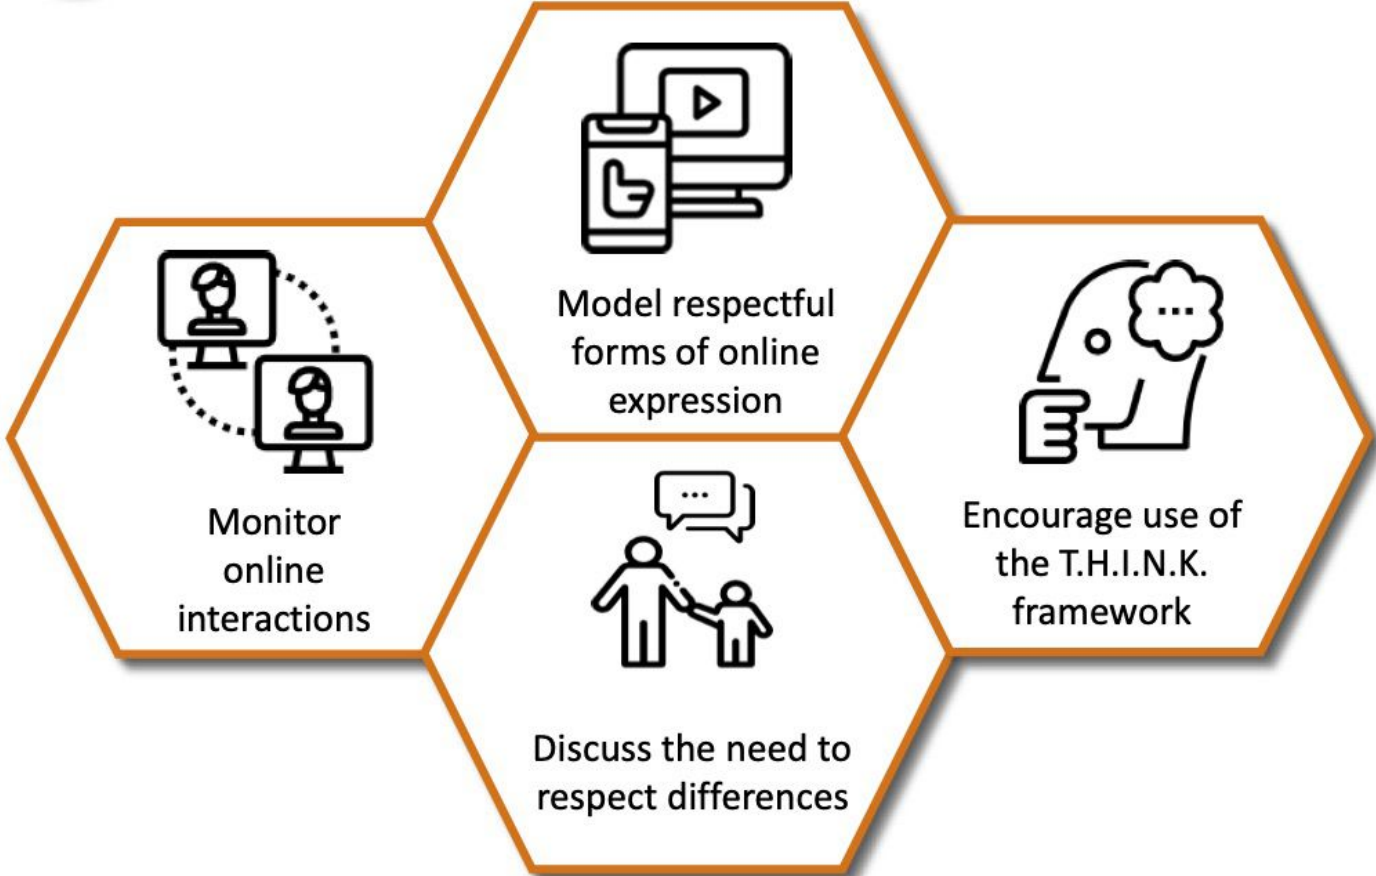 Model respectful
forms of online
expression
Monitor
online
interactions
Encourage use of
the T.H.I.N.K.
framework
Discuss the need to
respect differences